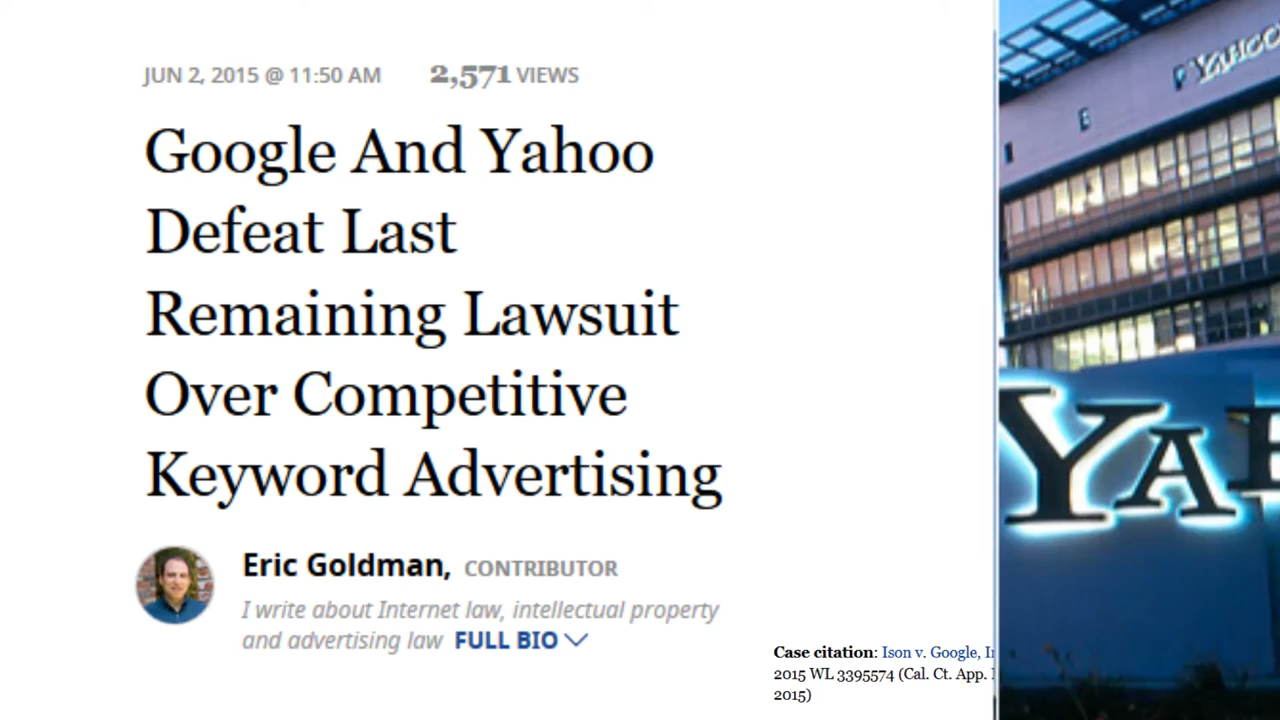 JUN 2, 2015 @ 11:50 AM 2,571 VIEWS
Google And Yahoo
Defeat Last
Remaining Lawsuit
Over Competitive
Keyword Advertising
Eric Goldman, CONTRIBUTOR
I write about Internet law, intellectual property
and advertising law FULL BIO
Case citation: Ison v. Google,
2015 WL 3395574 (Cal. Ct. App.
2015)
YAHOO
YA